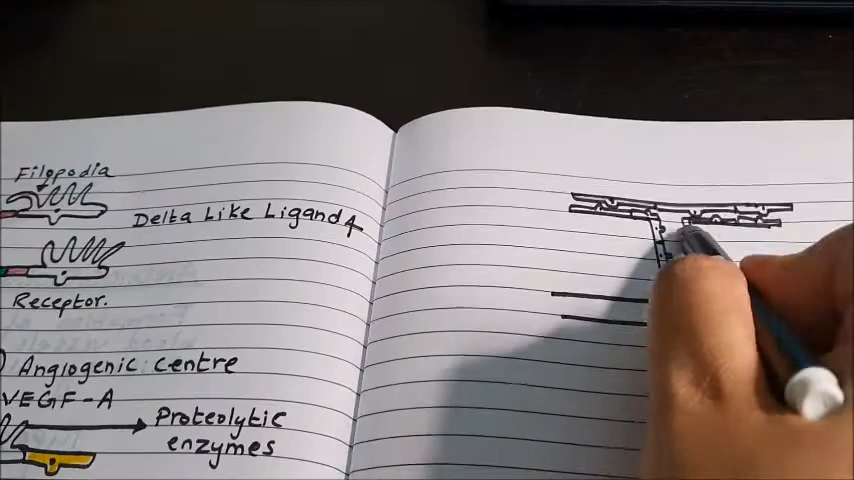 Filopodia
Delta Like Ligand 4
Receptor.
Angiogenic Centre
VEGF-A
Proteolytic
enzymes